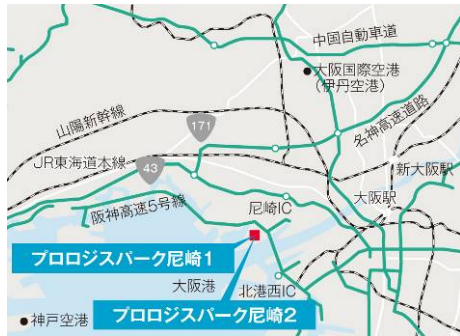 中国自動車道
大阪国際空港
(伊丹空港)
山陽新幹線
171
名神高速道路
JR東海道本線
43
新大阪駅
大阪駅
阪神高速5号線
尼崎IC
プロロジスパーク尼崎1
大阪港
北港西IC
プロロジスパーク尼崎2
神戸空港